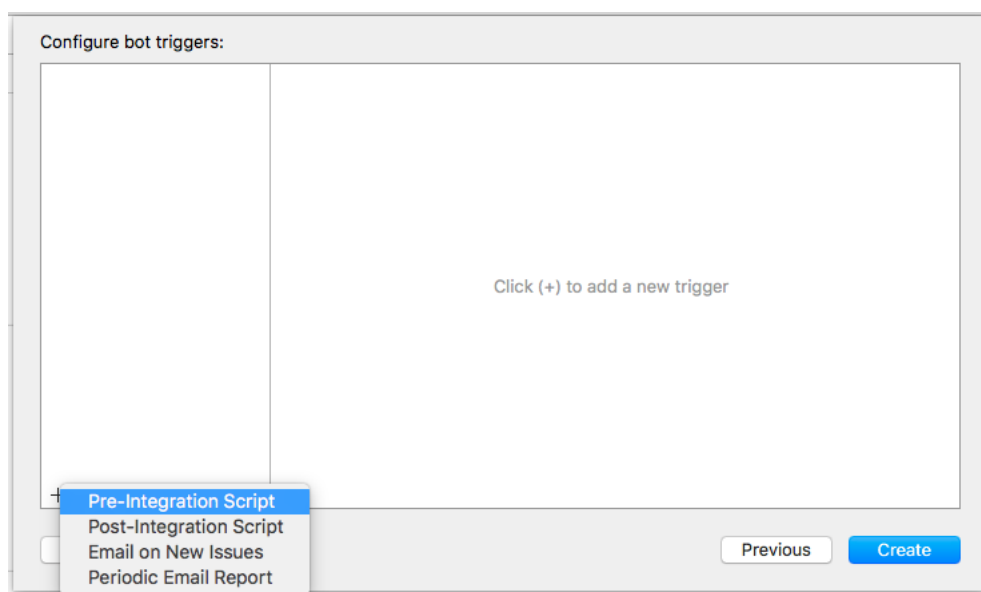 Configure bot triggers:
Click (+) to add a new trigger
+
Pre-Integration Script
Post-Integration Script
Email on New Issues
Periodic Email Report
Previous
Create